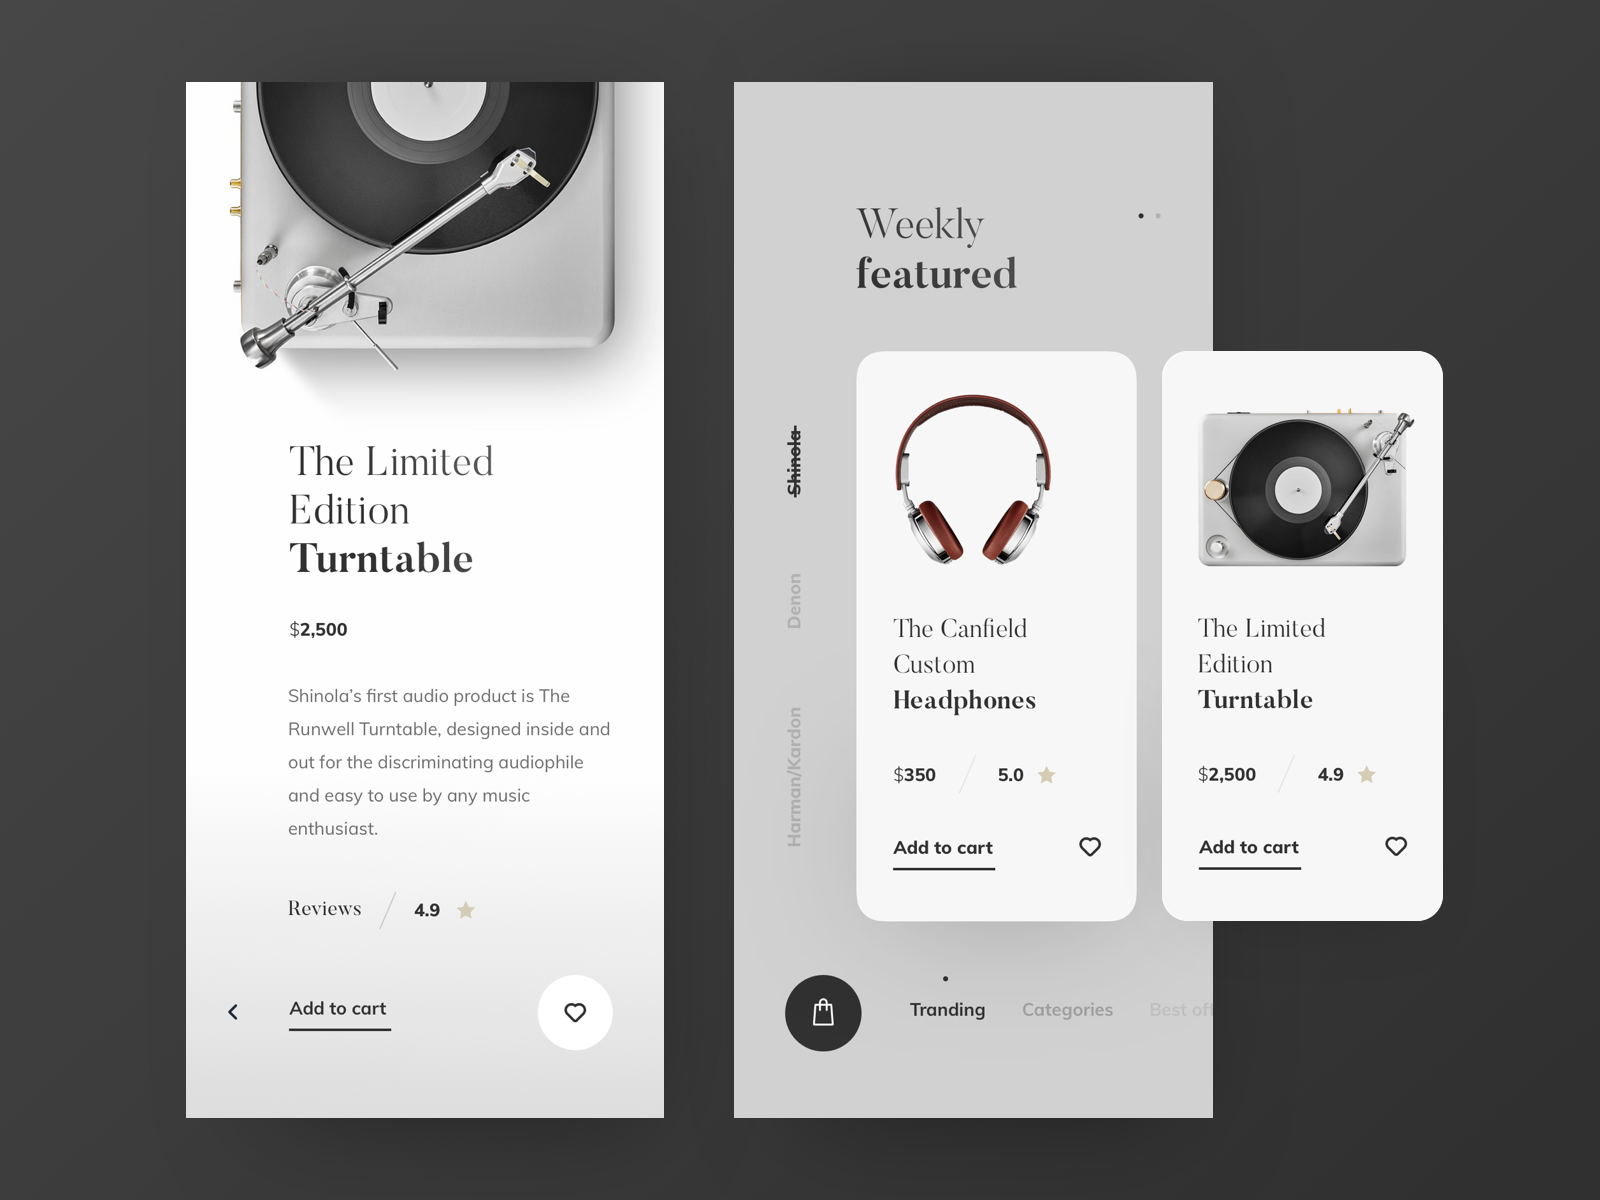 The Limited
Edition
Turntable
$2,500
Shinola's first audio product is The
Runwell Turntable, designed inside and
out for the discriminating audiophile
and easy to use by any music
enthusiast.
Reviews
4.9
Add to cart
Weekly
featured
Shinola
Denon
Harman/Kardon
The Canfield
Custom
Headphones
$350
5.0
Add to cart
The Limited
Edition
Turntable
$2,500
4.9
Add to cart
Tranding
Categories
Best off